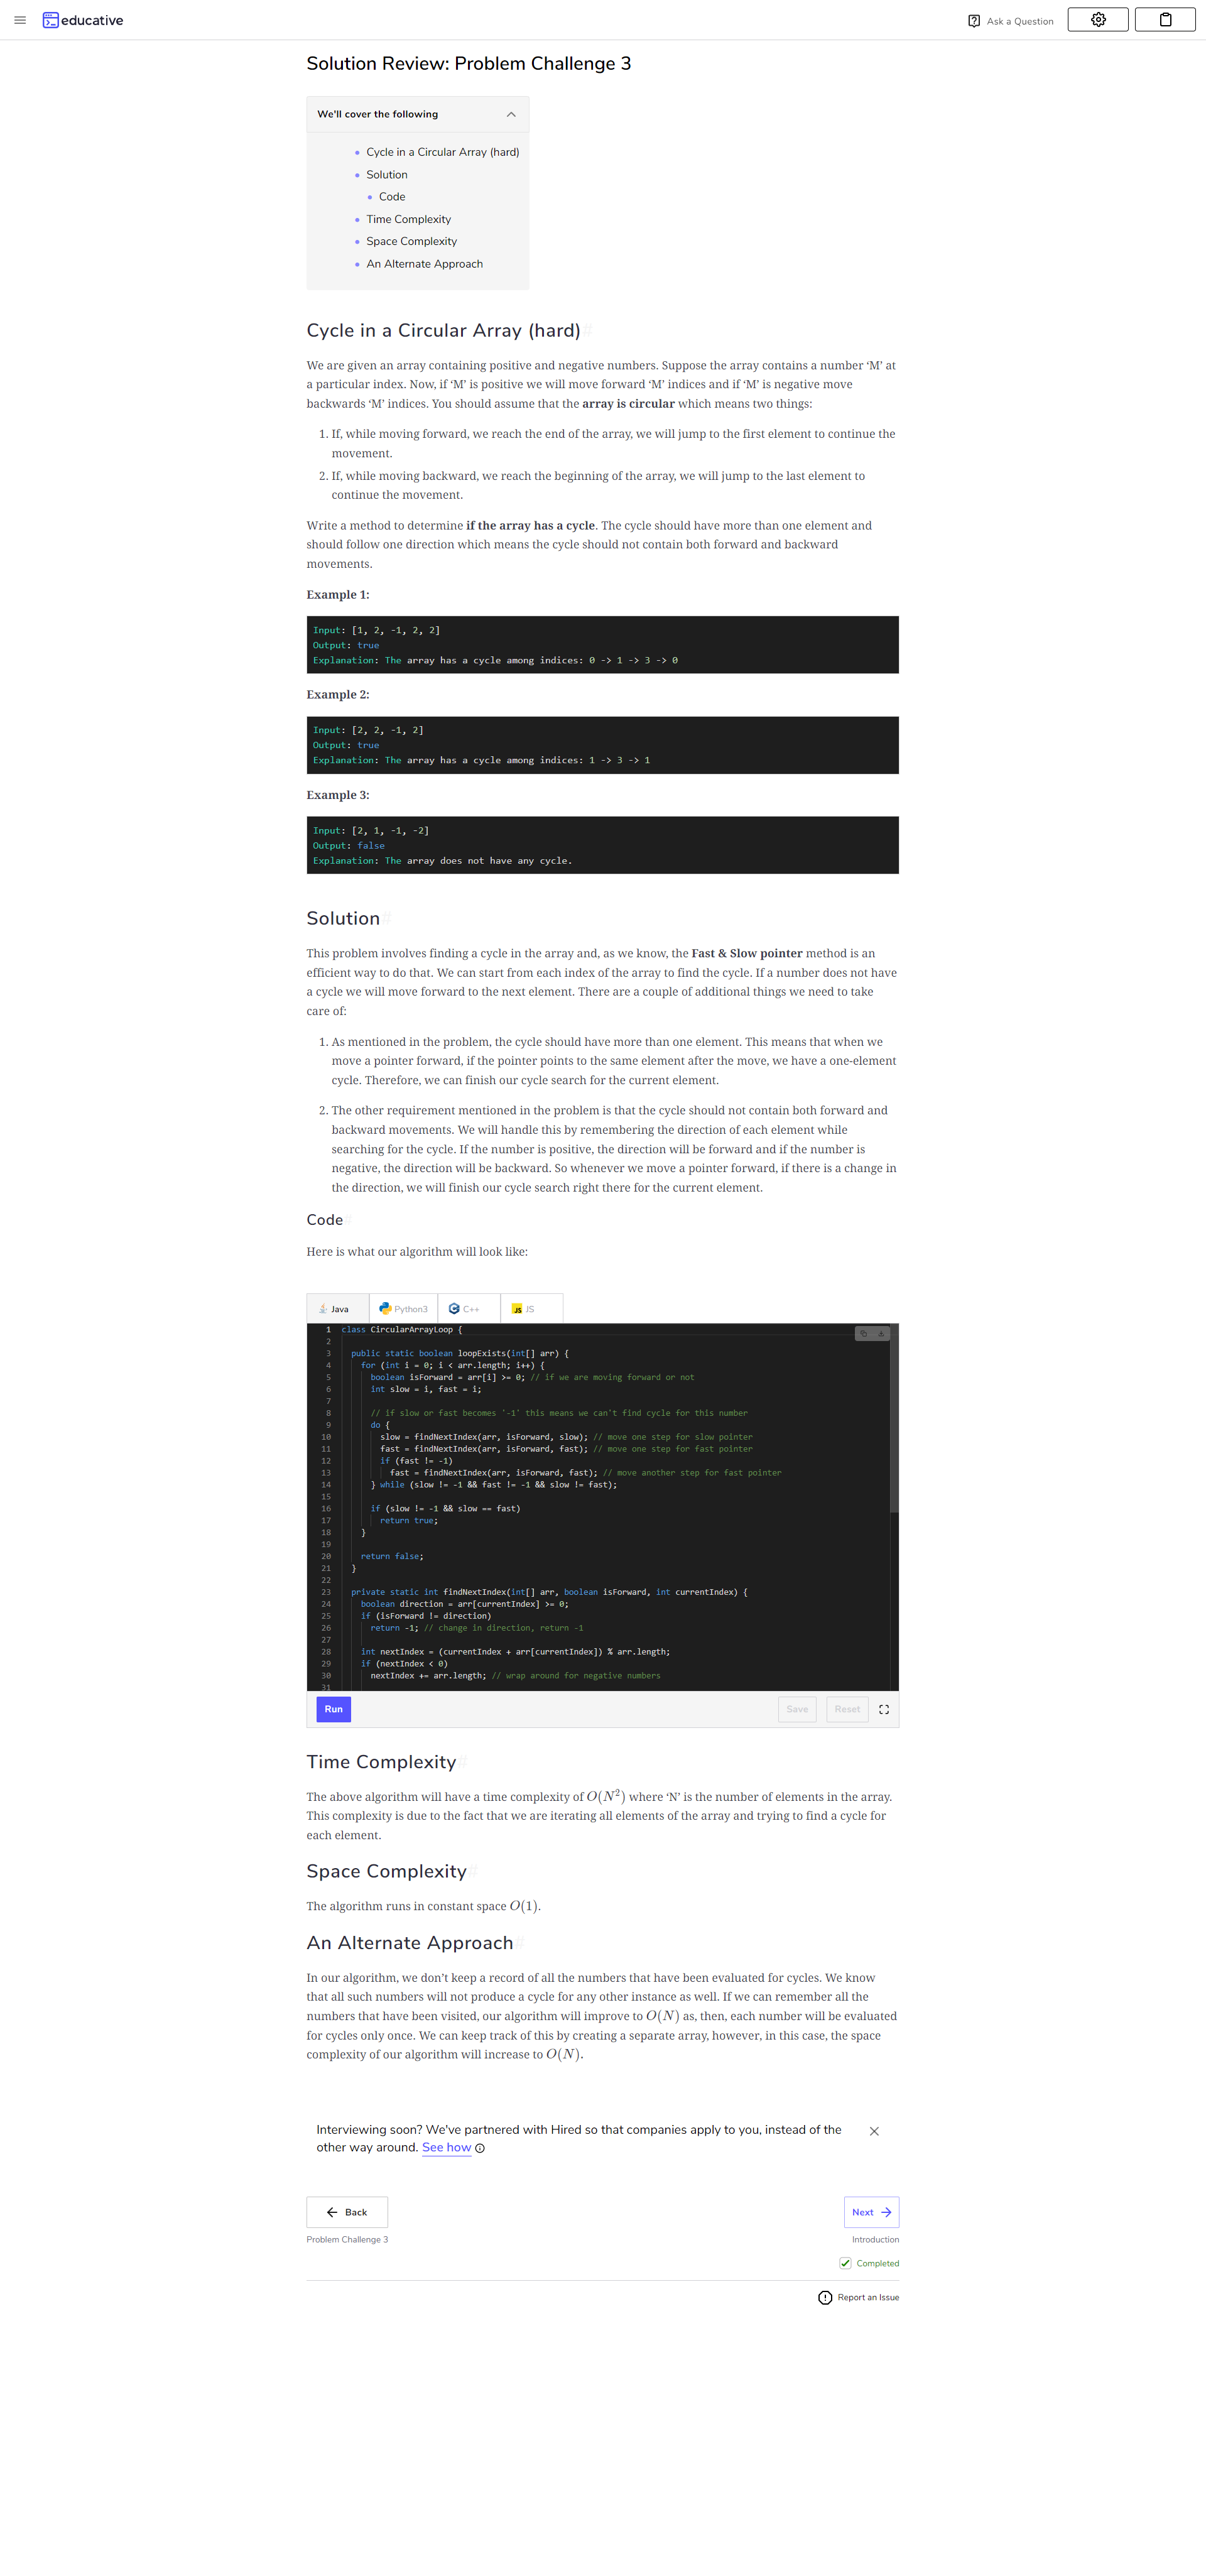 educative
Ask a Question
Solution Review: Problem Challenge 3
We'll cover the following
Cycle in a Circular Array (hard)
Solution
Code
Time Complexity
Space Complexity
An Alternate Approach
Cycle in a Circular Array (hard)#
We are given an array containing positive and negative numbers. Suppose the array contains a number ‘M’ at
a particular index. Now, if ‘M’ is positive we will move forward ‘M’ indices and if ‘M’ is negative move
backwards ‘M’ indices. You should assume that the array is circular which means two things:
1. If, while moving forward, we reach the end of the array, we will jump to the first element to continue the
movement.
2. If, while moving backward, we reach the beginning of the array, we will jump to the last element to
continue the movement.
Write a method to determine if the array has a cycle. The cycle should have more than one element and
should follow one direction which means the cycle should not contain both forward and backward
movements.
Example 1:
Input: [1, 2, -1, 2, 2]
Output: true
Explanation: The array has a cycle among indices: 0 -> 1 -> 3 -> 0
Example 2:
Input: [2, 2, -1, 2]
Output: true
Explanation: The array has a cycle among indices: 1 -> 3 -> 1
Example 3:
Input: [2, 1, -1, -2]
Output: false
Explanation: The array does not have any cycle.
Solution#
This problem involves finding a cycle in the array and, as we know, the Fast & Slow pointer method is an
efficient way to do that. We can start from each index of the array to find the cycle. If a number does not have
a cycle we will move forward to the next element. There are a couple of additional things we need to take
care of:
1. As mentioned in the problem, the cycle should have more than one element. This means that when we
move a pointer forward, if the pointer points to the same element after the move, we have a one-element
cycle. Therefore, we can finish our cycle search for the current element.
2. The other requirement mentioned in the problem is that the cycle should not contain both forward and
backward movements. We will handle this by remembering the direction of each element while
searching for the cycle. If the number is positive, the direction will be forward and if the number is
negative, the direction will be backward. So whenever we move a pointer forward, if there is a change in
the direction, we will finish our cycle search right there for the current element.
Code#
Here is what our algorithm will look like:
Java Python3 C++ JS JS
1 class CircularArrayLoop {
2
3 public static boolean loopExists(int[] arr) {
4 for (int i = 0; i < arr.length; i++) {
5 boolean isForward = arr[i] >= 0; // if we are moving forward or not
6 int slow = i, fast = i;
7
8 // if slow or fast becomes '-1' this means we can't find cycle for this number
9 do {
10 slow = findNextIndex(arr, isForward, slow); // move one step for slow pointer
11 fast = findNextIndex(arr, isForward, fast); // move one step for fast pointer
12 if (fast != -1)
13 fast = findNextIndex(arr, isForward, fast); // move another step for fast pointer
14 } while (slow != -1 && fast != -1 && slow != fast);
15
16 if (slow != -1 && slow == fast)
17 return true;
18 }
19
20 return false;
21 }
22
23 private static int findNextIndex(int[] arr, boolean isForward, int currentIndex) {
24 boolean direction = arr[currentIndex] >= 0;
25 if (isForward != direction)
26 return -1; // change in direction, return -1
27
28 int nextIndex = (currentIndex + arr[currentIndex]) % arr.length;
29 if (nextIndex < 0)
30 nextIndex += arr.length; // wrap around for negative numbers
31
Run Save Reset
Time Complexity#
The above algorithm will have a time complexity of O(N²) where ‘N’ is the number of elements in the array.
This complexity is due to the fact that we are iterating all elements of the array and trying to find a cycle for
each element.
Space Complexity#
The algorithm runs in constant space O(1).
An Alternate Approach#
In our algorithm, we don’t keep a record of all the numbers that have been evaluated for cycles. We know
that all such numbers will not produce a cycle for any other instance as well. If we can remember all the
numbers that have been visited, our algorithm will improve to O(N) as, then, each number will be evaluated
for cycles only once. We can keep track of this by creating a separate array, however, in this case, the space
complexity of our algorithm will increase to O(N).
Interviewing soon? We've partnered with Hired so that companies apply to you, instead of the
other way around. See how
Back Next
Problem Challenge 3 Introduction
Completed
Report an Issue